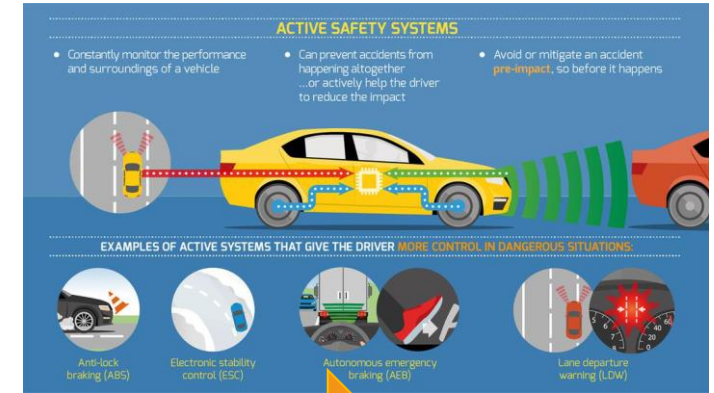 ACTIVE SAFETY SYSTEMS
• Constantly monitor the performance
and surroundings of a vehicle
• Can prevent accidents from
happening altogether
...or actively help the driver
to reduce the impact
• Avoid or mitigate an accident
pre-impact, so before it happens
EXAMPLES OF ACTIVE SYSTEMS THAT GIVE THE DRIVER MORE CONTROL IN DANGEROUS SITUATIONS:
Anti-lock
braking (ABS)
Electronic stability
control (ESC)
Autonomous emergency
braking (AEB)
Lane departure
warning (LDW)